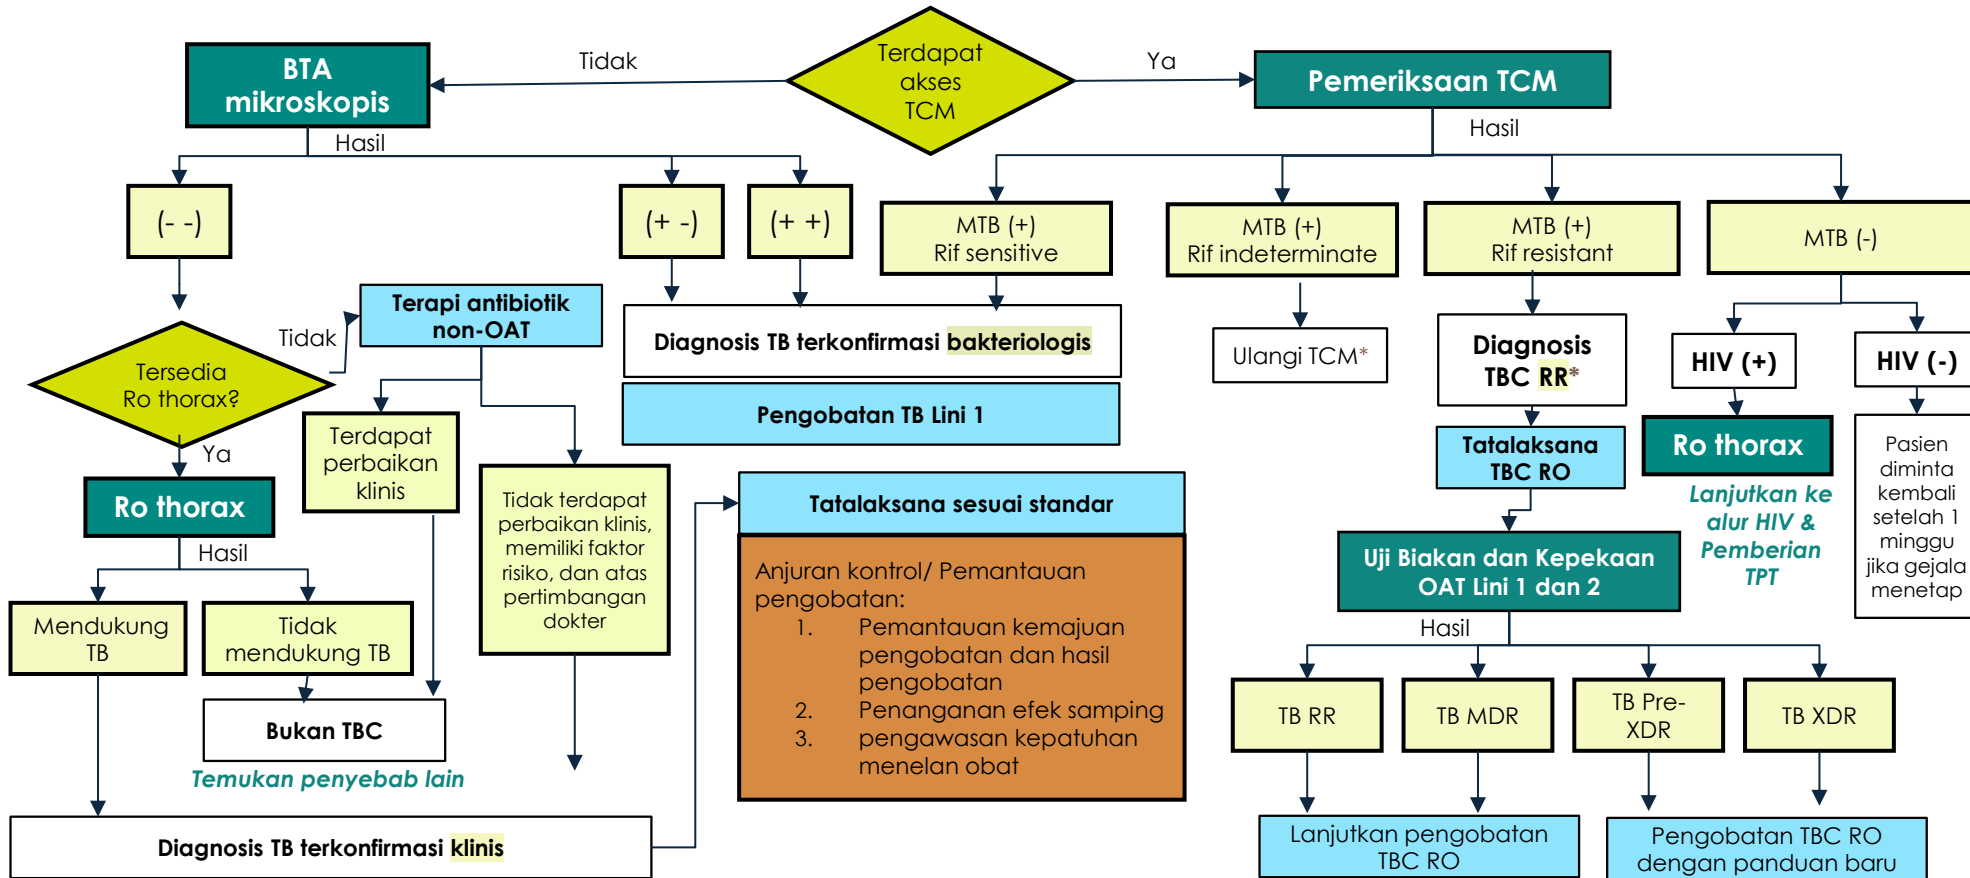 Terdapat
akses
TCM
Tidak
Ya
BTA
mikroskopis
Pemeriksaan TCM
Hasil
Hasil
(- -)
(+ -)
(+ +)
MTB (+)
Rif sensitive
MTB (+)
Rif indeterminate
MTB (+)
Rif resistant
MTB (-)
Tersedia
Ro thorax?
Tidak
Terapi antibiotik
non-OAT
Diagnosis TB terkonfirmasi bakteriologis
Pengobatan TB Lini 1
Ulangi TCM*
Diagnosis
TBC RR*
HIV (+)
HIV (-)
Ya
Ro thorax
Terdapat
perbaikan
klinis
Tidak terdapat
perbaikan klinis,
memiliki faktor
risiko, dan atas
pertimbangan
dokter
Tatalaksana
TBC RO
Ro thorax
Lanjutkan ke
alur HIV &
Pemberian
TPT
Pasien
diminta
kembali
setelah 1
minggu
jika gejala
menetap
Hasil
Mendukung
TB
Tidak
mendukung TB
Bukan TBC
Temukan penyebab lain
Diagnosis TB terkonfirmasi klinis
Tatalaksana sesuai standar
Anjuran kontrol/ Pemantauan
pengobatan:
1. Pemantauan kemajuan
pengobatan dan hasil
pengobatan
2. Penanganan efek samping
3. pengawasan kepatuhan
menelan obat
Uji Biakan dan Kepekaan
OAT Lini 1 dan 2
Hasil
TB RR
TB MDR
TB Pre-
XDR
TB XDR
Lanjutkan pengobatan
TBC RO
Pengobatan TBC RO
dengan panduan baru